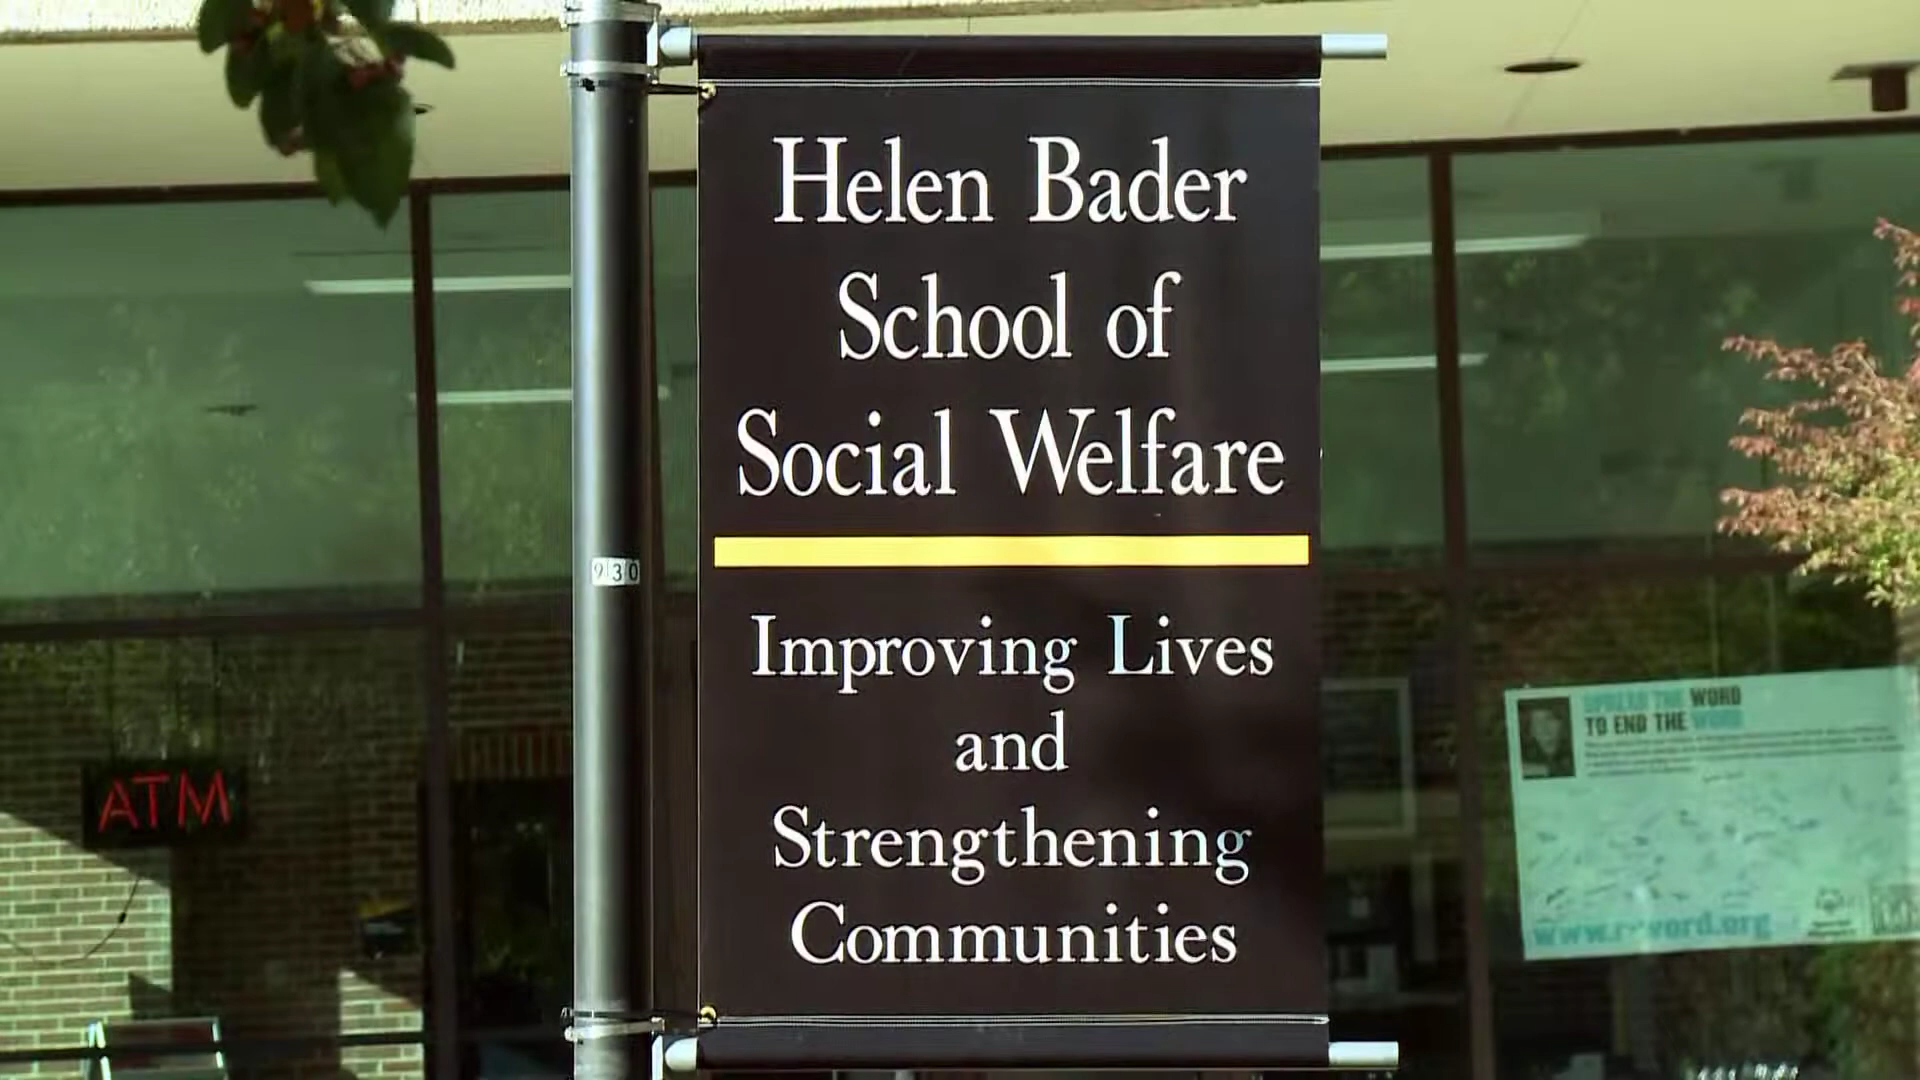 Helen Bader
School of
Social Welfare
Improving Lives
and
Strengthening
Communities
930
ATM
SPREAD THE WORD
TO END THE WORD
www.r-word.org